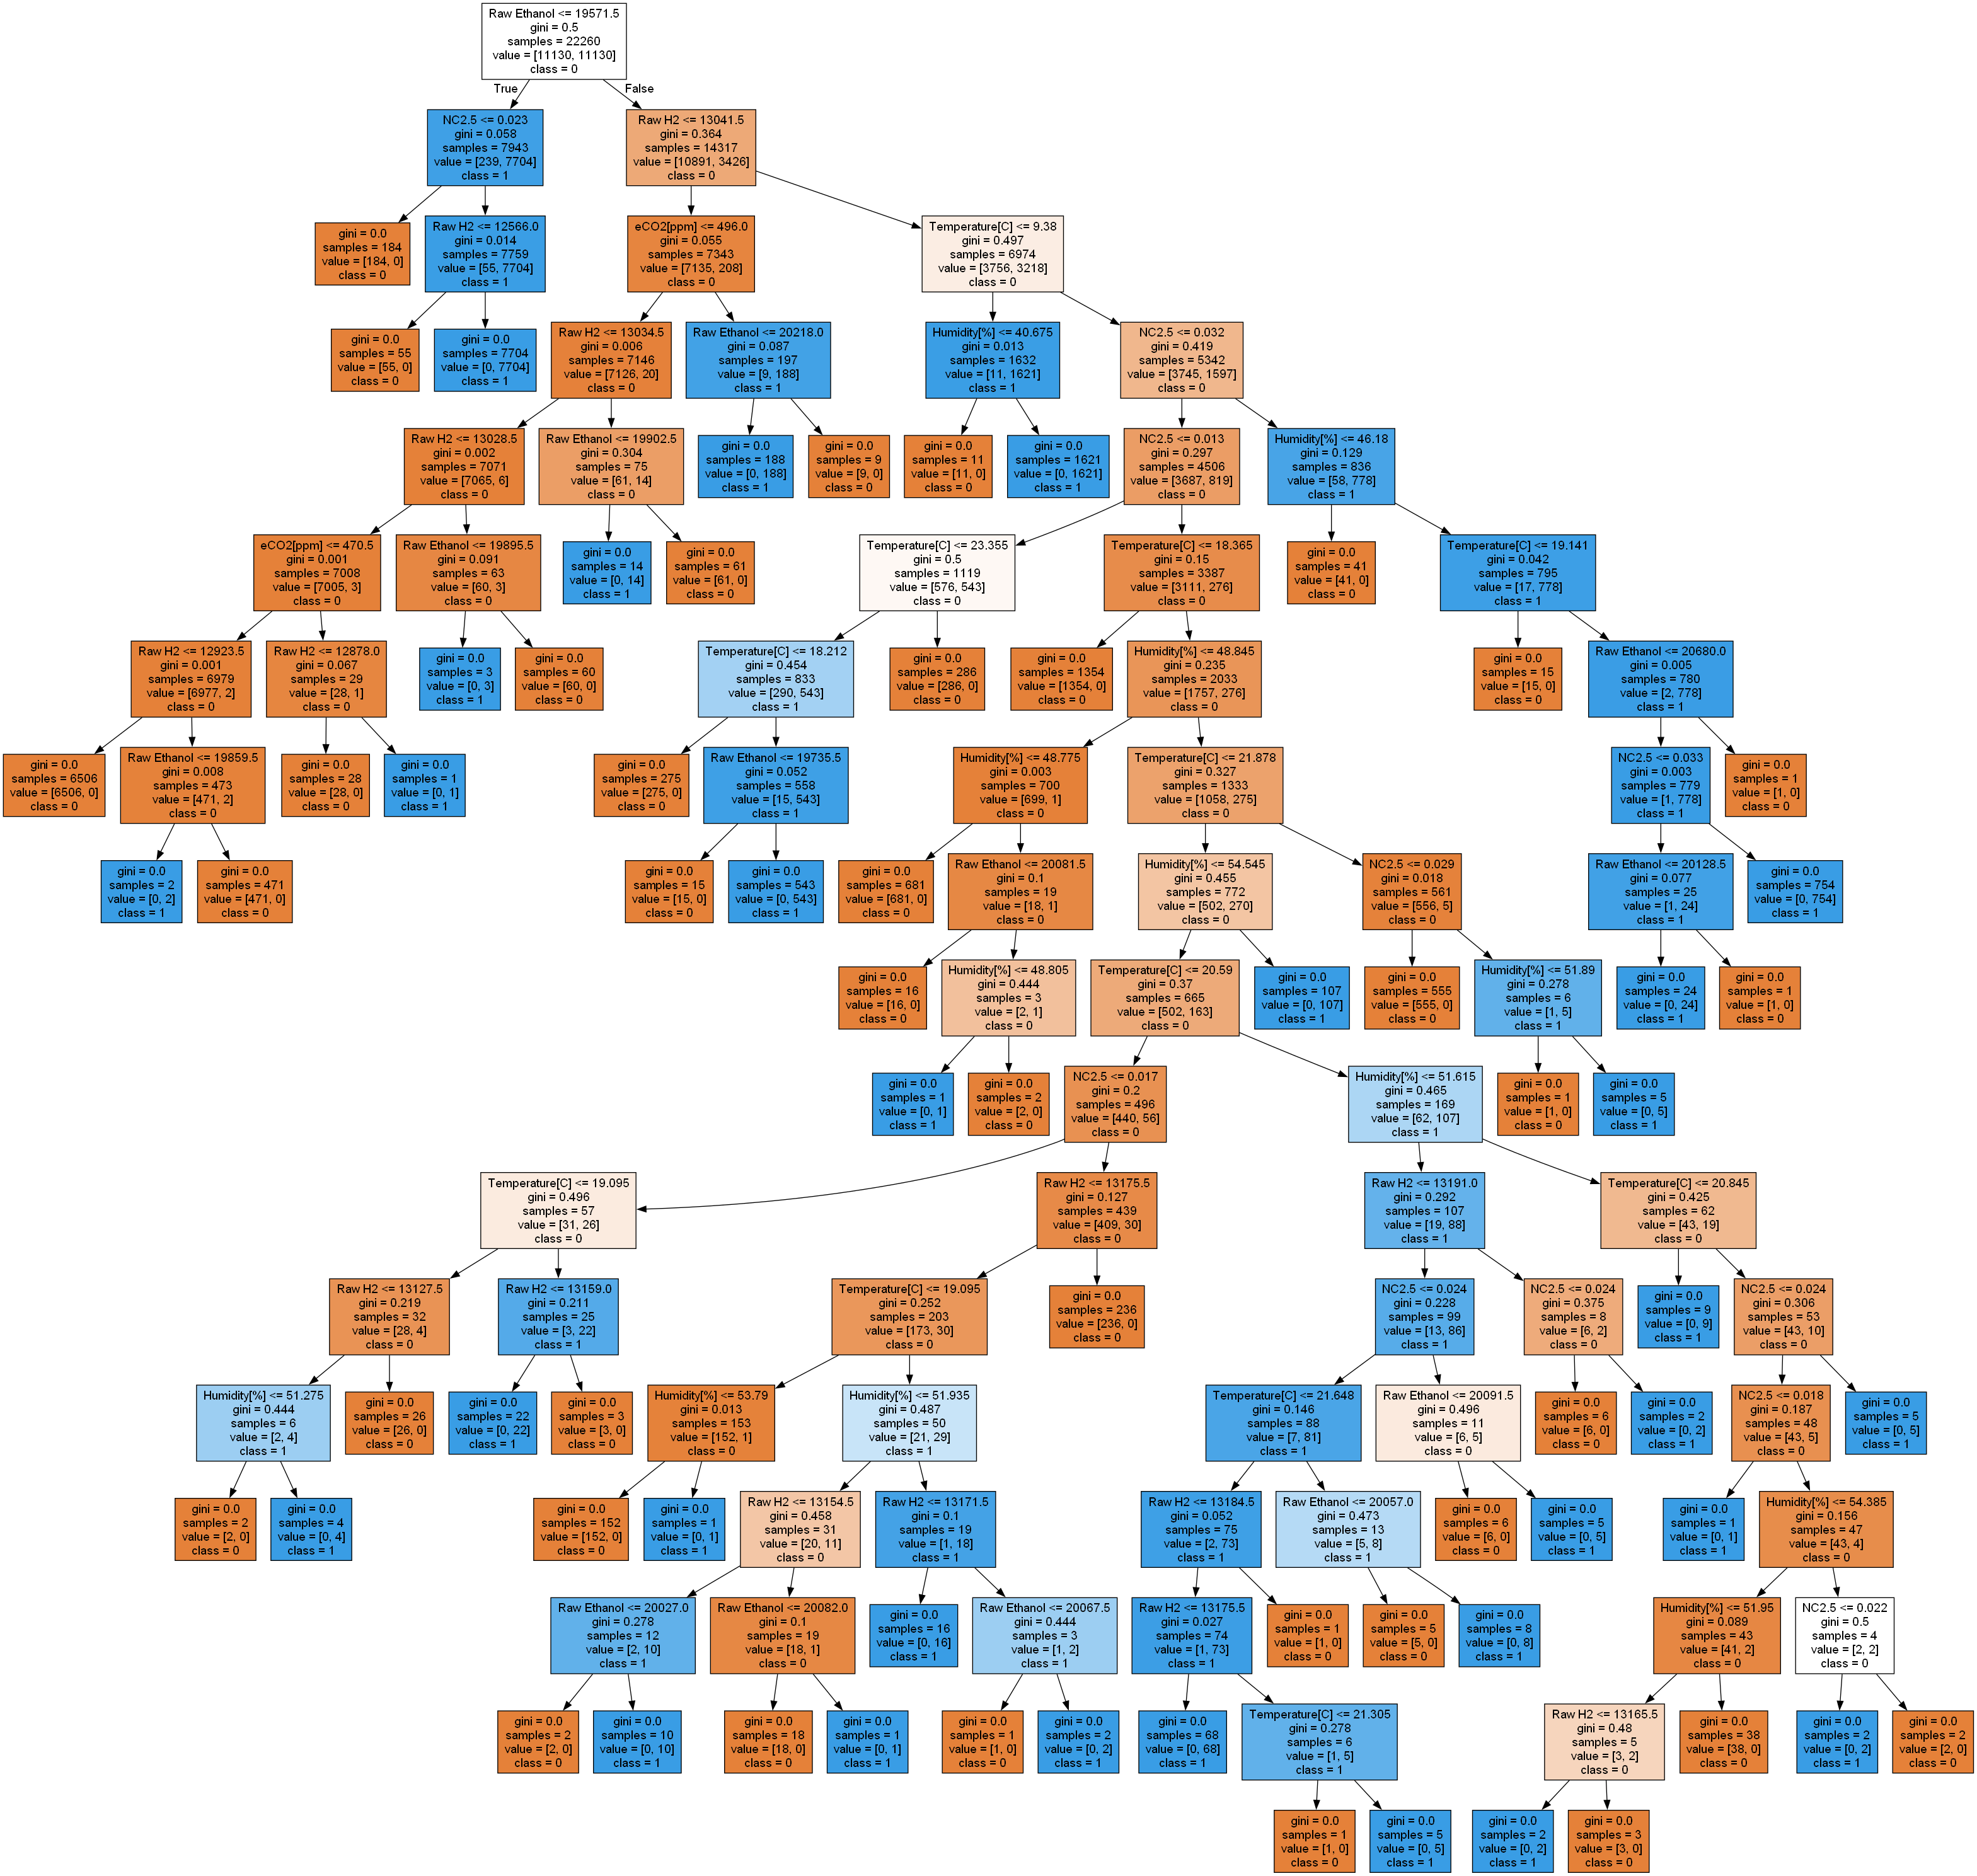 Raw Ethanol <= 19571.5
gini = 0.5
samples = 22260
value = [11130, 11130]
class = 0
True
False
NC2.5 <= 0.023
gini = 0.058
samples = 7943
value = [239, 7704]
class = 1
Raw H2 <= 13041.5
gini = 0.364
samples = 14317
value = [10891, 3426]
class = 0
gini = 0.0
samples = 184
value = [184, 0]
class = 0
Raw H2 <= 12566.0
gini = 0.014
samples = 7759
value = [55, 7704]
class = 1
eCO2[ppm] <= 496.0
gini = 0.055
samples = 7343
value = [7135, 208]
class = 0
Temperature[C] <= 9.38
gini = 0.497
samples = 6974
value = [3756, 3218]
class = 0
gini = 0.0
samples = 55
value = [55, 0]
class = 0
gini = 0.0
samples = 7704
value = [0, 7704]
class = 1
Raw H2 <= 13034.5
gini = 0.006
samples = 7146
value = [7126, 20]
class = 0
Raw Ethanol <= 20218.0
gini = 0.087
samples = 197
value = [9, 188]
class = 1
Humidity[%] <= 40.675
gini = 0.013
samples = 1632
value = [11, 1621]
class = 1
NC2.5 <= 0.032
gini = 0.419
samples = 5342
value = [3745, 1597]
class = 0
Raw H2 <= 13028.5
gini = 0.002
samples = 7071
value = [7065, 6]
class = 0
Raw Ethanol <= 19902.5
gini = 0.304
samples = 75
value = [61, 14]
class = 0
gini = 0.0
samples = 188
value = [0, 188]
class = 1
gini = 0.0
samples = 9
value = [9, 0]
class = 0
gini = 0.0
samples = 11
value = [11, 0]
class = 0
gini = 0.0
samples = 1621
value = [0, 1621]
class = 1
NC2.5 <= 0.013
gini = 0.297
samples = 4506
value = [3687, 819]
class = 0
Humidity[%] <= 46.18
gini = 0.129
samples = 836
value = [58, 778]
class = 1
eCO2[ppm] <= 470.5
gini = 0.001
samples = 7008
value = [7005, 3]
class = 0
Raw Ethanol <= 19895.5
gini = 0.091
samples = 63
value = [60, 3]
class = 0
gini = 0.0
samples = 14
value = [0, 14]
class = 1
gini = 0.0
samples = 61
value = [61, 0]
class = 0
Temperature[C] <= 23.355
gini = 0.5
samples = 1119
value = [576, 543]
class = 0
Temperature[C] <= 18.365
gini = 0.15
samples = 3387
value = [3111, 276]
class = 0
gini = 0.0
samples = 41
value = [41, 0]
class = 0
Temperature[C] <= 19.141
gini = 0.042
samples = 795
value = [17, 778]
class = 1
Raw H2 <= 12923.5
gini = 0.001
samples = 6979
value = [6977, 2]
class = 0
Raw H2 <= 12878.0
gini = 0.067
samples = 29
value = [28, 1]
class = 0
gini = 0.0
samples = 3
value = [0, 3]
class = 1
gini = 0.0
samples = 60
value = [60, 0]
class = 0
Temperature[C] <= 18.212
gini = 0.454
samples = 833
value = [290, 543]
class = 1
gini = 0.0
samples = 286
value = [286, 0]
class = 0
gini = 0.0
samples = 1354
value = [1354, 0]
class = 0
Humidity[%] <= 48.845
gini = 0.235
samples = 2033
value = [1757, 276]
class = 0
gini = 0.0
samples = 15
value = [15, 0]
class = 0
Raw Ethanol <= 20680.0
gini = 0.005
samples = 780
value = [2, 778]
class = 1
gini = 0.0
samples = 6506
value = [6506, 0]
class = 0
Raw Ethanol <= 19859.5
gini = 0.008
samples = 473
value = [471, 2]
class = 0
gini = 0.0
samples = 28
value = [28, 0]
class = 0
gini = 0.0
samples = 1
value = [0, 1]
class = 1
gini = 0.0
samples = 275
value = [275, 0]
class = 0
Raw Ethanol <= 19735.5
gini = 0.052
samples = 558
value = [15, 543]
class = 1
Humidity[%] <= 48.775
gini = 0.003
samples = 700
value = [699, 1]
class = 0
Temperature[C] <= 21.878
gini = 0.327
samples = 1333
value = [1058, 275]
class = 0
NC2.5 <= 0.033
gini = 0.003
samples = 779
value = [1, 778]
class = 1
gini = 0.0
samples = 1
value = [1, 0]
class = 0
gini = 0.0
samples = 2
value = [0, 2]
class = 1
gini = 0.0
samples = 471
value = [471, 0]
class = 0
gini = 0.0
samples = 15
value = [15, 0]
class = 0
gini = 0.0
samples = 543
value = [0, 543]
class = 1
gini = 0.0
samples = 681
value = [681, 0]
class = 0
Raw Ethanol <= 20081.5
gini = 0.1
samples = 19
value = [18, 1]
class = 0
Humidity[%] <= 54.545
gini = 0.455
samples = 772
value = [502, 270]
class = 0
NC2.5 <= 0.029
gini = 0.018
samples = 561
value = [556, 5]
class = 0
Raw Ethanol <= 20128.5
gini = 0.077
samples = 25
value = [1, 24]
class = 1
gini = 0.0
samples = 754
value = [0, 754]
class = 1
gini = 0.0
samples = 16
value = [16, 0]
class = 0
Humidity[%] <= 48.805
gini = 0.444
samples = 3
value = [2, 1]
class = 0
Temperature[C] <= 20.59
gini = 0.37
samples = 665
value = [502, 163]
class = 0
gini = 0.0
samples = 107
value = [0, 107]
class = 1
gini = 0.0
samples = 555
value = [555, 0]
class = 0
Humidity[%] <= 51.89
gini = 0.278
samples = 6
value = [1, 5]
class = 1
gini = 0.0
samples = 24
value = [0, 24]
class = 1
gini = 0.0
samples = 1
value = [1, 0]
class = 0
gini = 0.0
samples = 1
value = [0, 1]
class = 1
gini = 0.0
samples = 2
value = [2, 0]
class = 0
NC2.5 <= 0.017
gini = 0.2
samples = 496
value = [440, 56]
class = 0
Humidity[%] <= 51.615
gini = 0.465
samples = 169
value = [62, 107]
class = 1
gini = 0.0
samples = 1
value = [1, 0]
class = 0
gini = 0.0
samples = 5
value = [0, 5]
class = 1
Temperature[C] <= 19.095
gini = 0.496
samples = 57
value = [31, 26]
class = 0
Raw H2 <= 13175.5
gini = 0.127
samples = 439
value = [409, 30]
class = 0
Raw H2 <= 13191.0
gini = 0.292
samples = 107
value = [19, 88]
class = 1
Temperature[C] <= 20.845
gini = 0.425
samples = 62
value = [43, 19]
class = 0
Raw H2 <= 13127.5
gini = 0.219
samples = 32
value = [28, 4]
class = 0
Raw H2 <= 13159.0
gini = 0.211
samples = 25
value = [3, 22]
class = 1
Temperature[C] <= 19.095
gini = 0.252
samples = 203
value = [173, 30]
class = 0
gini = 0.0
samples = 236
value = [236, 0]
class = 0
NC2.5 <= 0.024
gini = 0.228
samples = 99
value = [13, 86]
class = 1
NC2.5 <= 0.024
gini = 0.375
samples = 8
value = [6, 2]
class = 0
gini = 0.0
samples = 9
value = [0, 9]
class = 1
NC2.5 <= 0.024
gini = 0.306
samples = 53
value = [43, 10]
class = 0
Humidity[%] <= 51.275
gini = 0.444
samples = 6
value = [2, 4]
class = 1
gini = 0.0
samples = 26
value = [26, 0]
class = 0
gini = 0.0
samples = 22
value = [0, 22]
class = 1
gini = 0.0
samples = 3
value = [3, 0]
class = 0
Humidity[%] <= 53.79
gini = 0.013
samples = 153
value = [152, 1]
class = 0
Humidity[%] <= 51.935
gini = 0.487
samples = 50
value = [21, 29]
class = 1
Temperature[C] <= 21.648
gini = 0.146
samples = 88
value = [7, 81]
class = 1
Raw Ethanol <= 20091.5
gini = 0.496
samples = 11
value = [6, 5]
class = 0
gini = 0.0
samples = 6
value = [6, 0]
class = 0
gini = 0.0
samples = 2
value = [0, 2]
class = 1
NC2.5 <= 0.018
gini = 0.187
samples = 48
value = [43, 5]
class = 0
gini = 0.0
samples = 5
value = [0, 5]
class = 1
gini = 0.0
samples = 2
value = [2, 0]
class = 0
gini = 0.0
samples = 4
value = [0, 4]
class = 1
gini = 0.0
samples = 152
value = [152, 0]
class = 0
gini = 0.0
samples = 1
value = [0, 1]
class = 1
Raw H2 <= 13154.5
gini = 0.458
samples = 31
value = [20, 11]
class = 0
Raw H2 <= 13171.5
gini = 0.1
samples = 19
value = [1, 18]
class = 1
Raw H2 <= 13184.5
gini = 0.052
samples = 75
value = [2, 73]
class = 1
Raw Ethanol <= 20057.0
gini = 0.473
samples = 13
value = [5, 8]
class = 1
gini = 0.0
samples = 6
value = [6, 0]
class = 0
gini = 0.0
samples = 5
value = [0, 5]
class = 1
gini = 0.0
samples = 1
value = [0, 1]
class = 1
Humidity[%] <= 54.385
gini = 0.156
samples = 47
value = [43, 4]
class = 0
Raw Ethanol <= 20027.0
gini = 0.278
samples = 12
value = [2, 10]
class = 1
Raw Ethanol <= 20082.0
gini = 0.1
samples = 19
value = [18, 1]
class = 0
gini = 0.0
samples = 16
value = [0, 16]
class = 1
Raw Ethanol <= 20067.5
gini = 0.444
samples = 3
value = [1, 2]
class = 1
Raw H2 <= 13175.5
gini = 0.027
samples = 74
value = [1, 73]
class = 1
gini = 0.0
samples = 1
value = [1, 0]
class = 0
gini = 0.0
samples = 5
value = [5, 0]
class = 0
gini = 0.0
samples = 8
value = [0, 8]
class = 1
Humidity[%] <= 51.95
gini = 0.089
samples = 43
value = [41, 2]
class = 0
NC2.5 <= 0.022
gini = 0.5
samples = 4
value = [2, 2]
class = 0
gini = 0.0
samples = 2
value = [2, 0]
class = 0
gini = 0.0
samples = 10
value = [0, 10]
class = 1
gini = 0.0
samples = 18
value = [18, 0]
class = 0
gini = 0.0
samples = 1
value = [0, 1]
class = 1
gini = 0.0
samples = 1
value = [1, 0]
class = 0
gini = 0.0
samples = 2
value = [0, 2]
class = 1
gini = 0.0
samples = 68
value = [0, 68]
class = 1
Temperature[C] <= 21.305
gini = 0.278
samples = 6
value = [1, 5]
class = 1
Raw H2 <= 13165.5
gini = 0.48
samples = 5
value = [3, 2]
class = 0
gini = 0.0
samples = 38
value = [38, 0]
class = 0
gini = 0.0
samples = 2
value = [0, 2]
class = 1
gini = 0.0
samples = 2
value = [2, 0]
class = 0
gini = 0.0
samples = 1
value = [1, 0]
class = 0
gini = 0.0
samples = 5
value = [0, 5]
class = 1
gini = 0.0
samples = 2
value = [0, 2]
class = 1
gini = 0.0
samples = 3
value = [3, 0]
class = 0